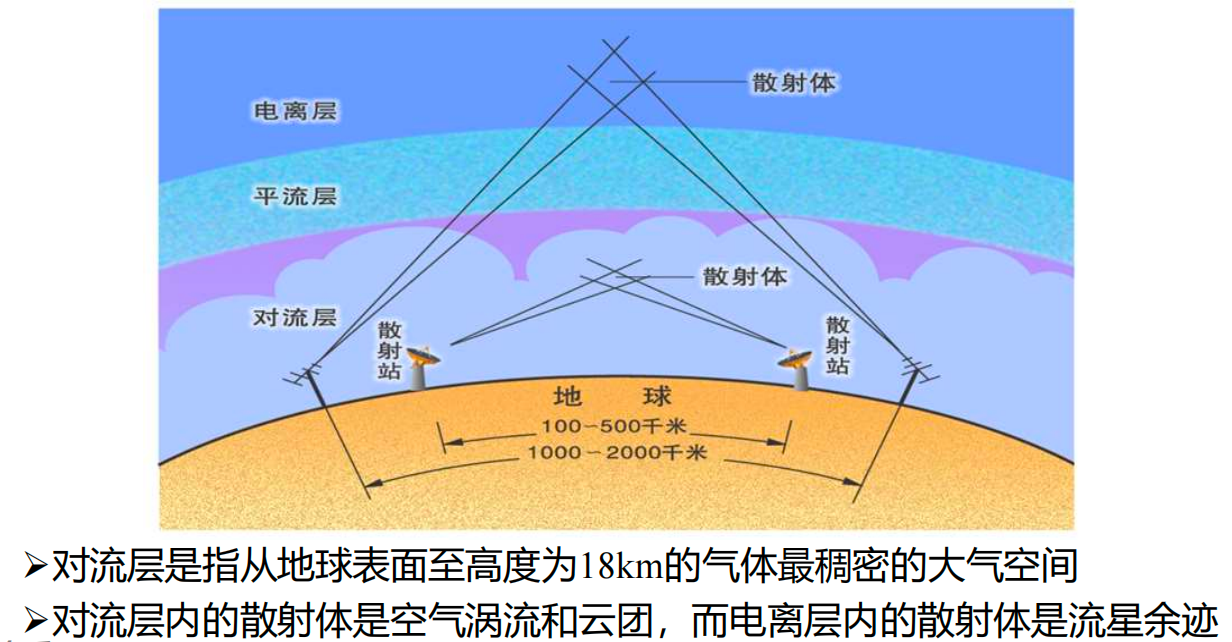 散射体
电离层
平流层
散射体
对流层
散射站
散射站
地球
100~500千米
1000~2000千米
➢对流层是指从地球表面至高度为18km的气体最稠密的大气空间
➢对流层内的散射体是空气涡流和云团，而电离层内的散射体是流星余迹